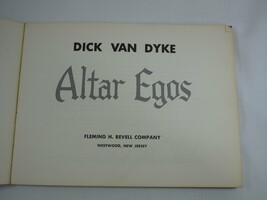 DICK VAN DYKE
Altar Egos
FLEMING H. REVELL COMPANY
WESTWOOD, NEW JERSEY